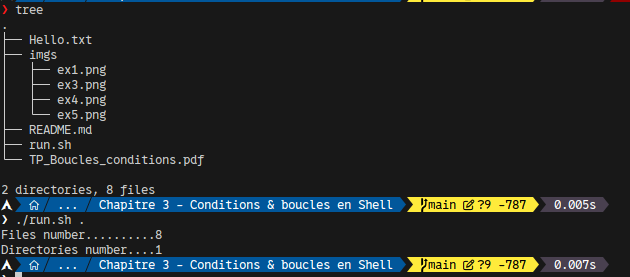 ❯ tree
.
├── Hello.txt
├── imgs
│   ├── ex1.png
│   ├── ex3.png
│   ├── ex4.png
│   └── ex5.png
├── README.md
├── run.sh
└── TP_Boucles_conditions.pdf
2 directories, 8 files
... Chapitre 3 – Conditions & boucles en Shell main ?9 -787 0.005s
❯ ./run.sh .
Files number..........8
Directories number....1
... Chapitre 3 – Conditions & boucles en Shell main ?9 -787 0.007s